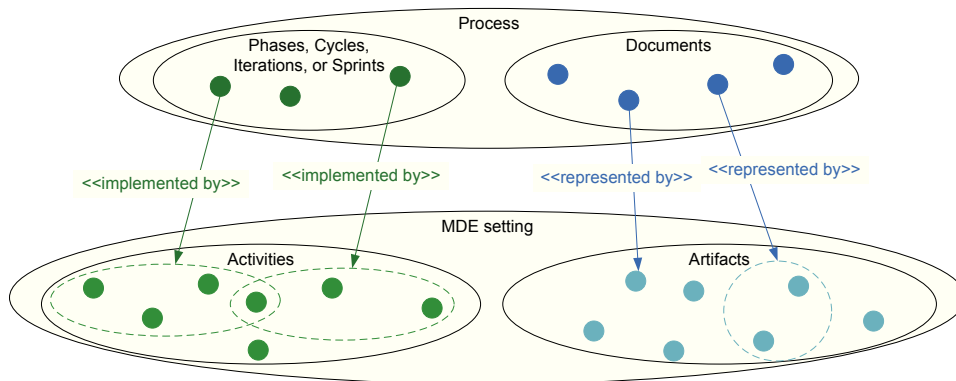 Process
Phases, Cycles,
Iterations, or Sprints
Documents
<<implemented by>>
<<implemented by>>
<<represented by>>
<<represented by>>
MDE setting
Activities
Artifacts